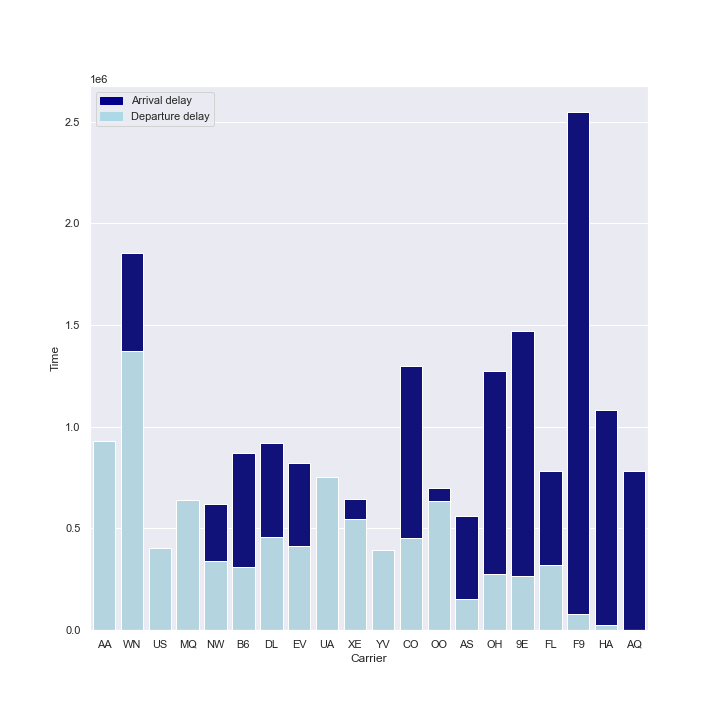 1e6
Arrival delay
Departure delay
2.5
2.0
1.5
1.0
0.5
0.0
Time
AA WN US MQ NW B6 DL EV UA XE YV CO OO AS OH 9E FL F9 HA AQ
Carrier